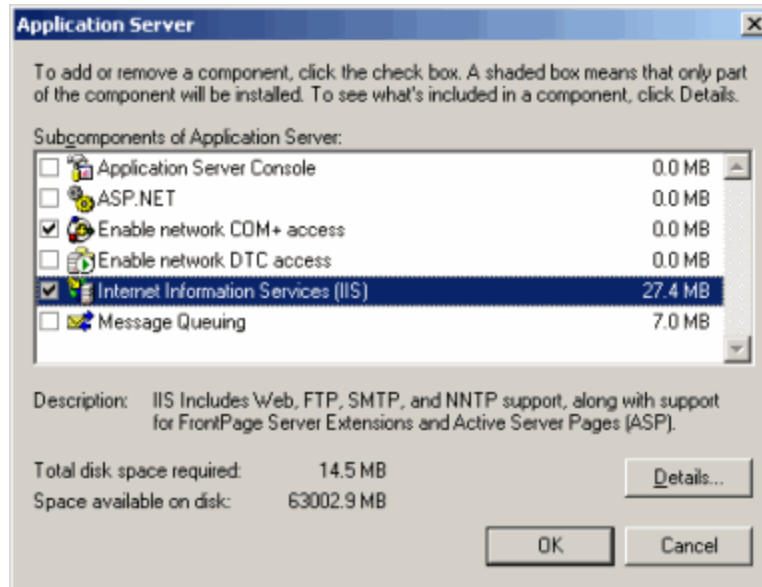 Application Server
To add or remove a component, click the check box. A shaded box means that only part
of the component will be installed. To see what's included in a component, click Details.
Subcomponents of Application Server:
Application Server Console 0.0 MB
ASP.NET 0.0 MB
Enable network COM+ access 0.0 MB
Enable network DTC access 0.0 MB
Internet Information Services (IIS) 27.4 MB
Message Queuing 7.0 MB
Description: IIS Includes Web, FTP, SMTP, and NNTP support, along with support
for FrontPage Server Extensions and Active Server Pages (ASP).
Total disk space required: 14.5 MB
Space available on disk: 63002.9 MB
Details...
OK Cancel